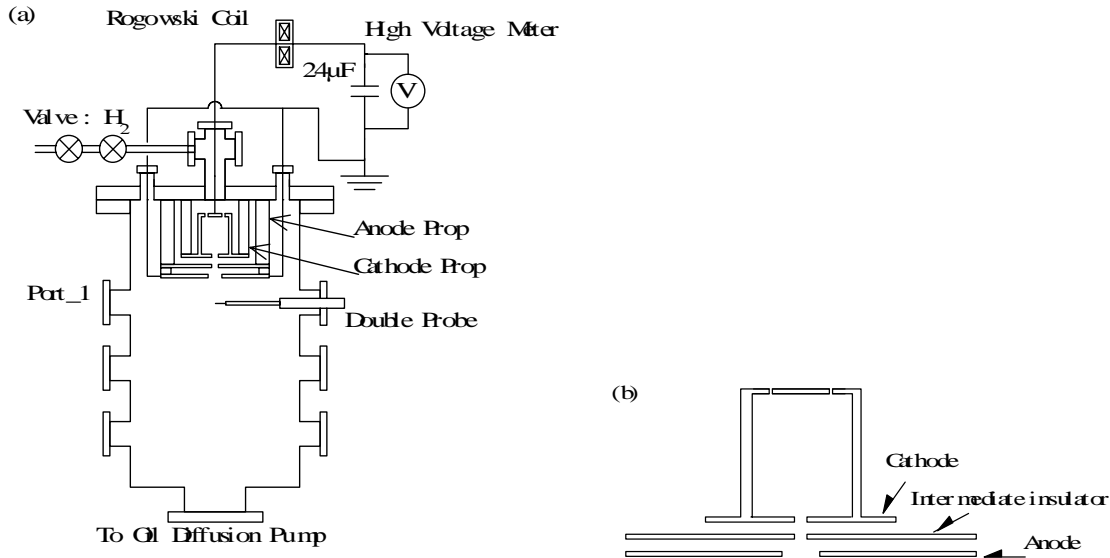 (a)
Rogowski Coil
High Voltage Meter
24μF
V
Valve : H2
Anode Prop
Cathode Prop
Port_1
Double Probe
To Oil Diffusion Pump
(b)
Cathode
Intermediate insulator
Anode